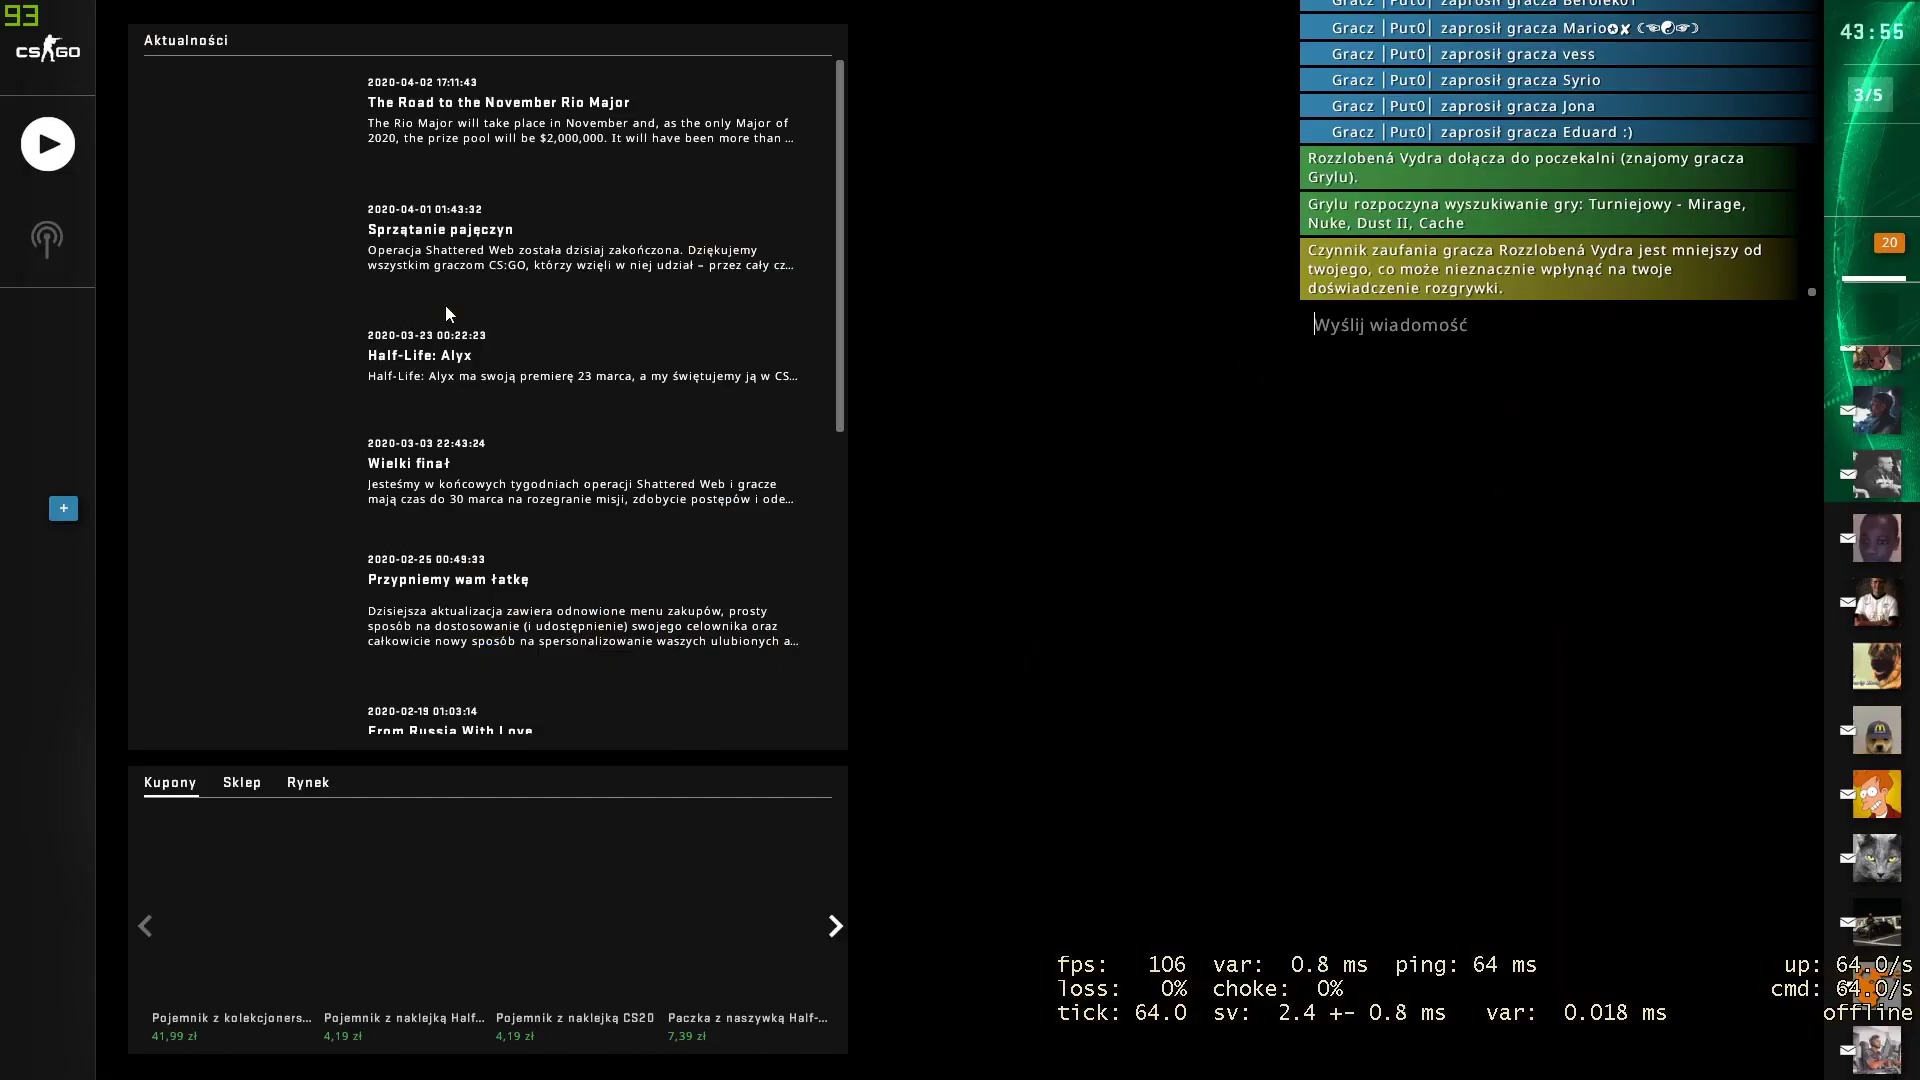 93
CS GO
Aktualności
2020-04-02 17:11:43
The Road to the November Rio Major
The Rio Major will take place in November and, as the only Major of
2020, the prize pool will be $2,000,000. It will have been more than ...
2020-04-01 01:43:32
Sprzątanie pajęczyn
Operacja Shattered Web została dzisiaj zakończona. Dziękujemy
wszystkim graczom CS:GO, którzy wzięli w niej udział – przez cały cz...
2020-03-23 00:22:23
Half-Life: Alyx
Half-Life: Alyx ma swoją premierę 23 marca, a my świętujemy ją w CS...
2020-03-03 22:43:24
Wielki finał
Jesteśmy w końcowych tygodniach operacji Shattered Web i gracze
mają czas do 30 marca na rozegranie misji, zdobycie postępów i ode...
2020-02-25 00:49:33
Przypniemy wam łatkę
Dzisiejsza aktualizacja zawiera odnowione menu zakupów, prosty
sposób na dostosowanie (i udostępnienie) swojego celownika oraz
całkowicie nowy sposób na spersonalizowanie waszych ulubionych a...
2020-02-19 01:03:14
From Russia With Love
+
Kupony Sklep Rynek
Pojemnik z kolekcjoners... Pojemnik z naklejką Half... Pojemnik z naklejką CS20 Paczka z naszywką Half-...
41,99 zł 4,19 zł 4,19 zł 7,39 zł
Gracz |Puτ0| zaprosił gracza Berolek01
Gracz |Puτ0| zaprosił gracza Mario✪✘ ☾☜☯☞☽
Gracz |Puτ0| zaprosił gracza vess
Gracz |Puτ0| zaprosił gracza Syrio
Gracz |Puτ0| zaprosił gracza Jona
Gracz |Puτ0| zaprosił gracza Eduard :)
Rozzlobená Vydra dołącza do poczekalni (znajomy gracza
Grylu).
Grylu rozpoczyna wyszukiwanie gry: Turniejowy - Mirage,
Nuke, Dust II, Cache
Czynnik zaufania gracza Rozzlobená Vydra jest mniejszy od
twojego, co może nieznacznie wpłynąć na twoje
doświadczenie rozgrywki.
Wyślij wiadomość
43:55
3/5
20
fps: 106 var: 0.8 ms ping: 64 ms up: 64.0/s
loss: 0% choke: 0% cmd: 64.0/s
tick: 64.0 sv: 2.4 +- 0.8 ms var: 0.018 ms offline